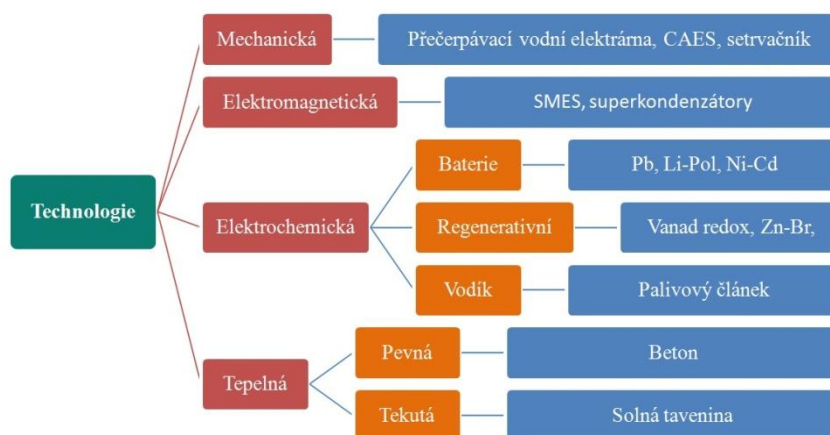 Mechanická
Přečerpávací vodní elektrárna, CAES, setrvačník
Elektromagnetická
SMES, superkondenzátory
Technologie
Elektrochemická
Baterie
Pb, Li-Pol, Ni-Cd
Regenerativní
Vanad redox, Zn-Br,
Vodík
Palivový článek
Tepelná
Pevná
Beton
Tekutá
Solná tavenina